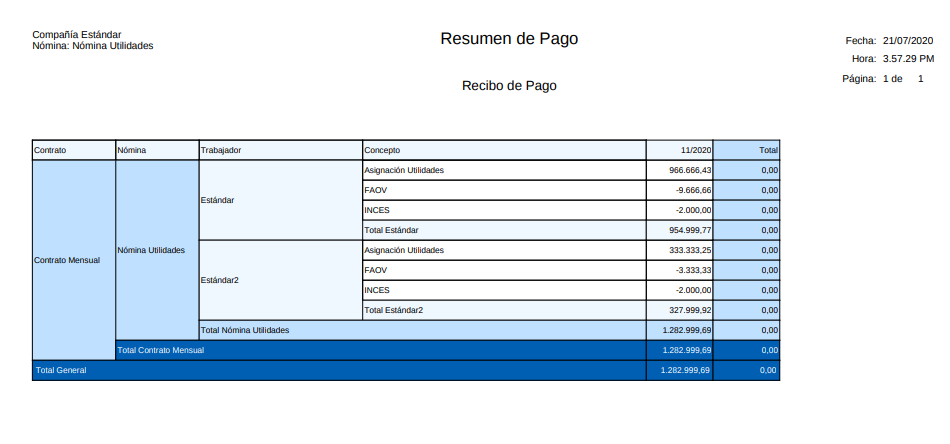 Compañía Estándar
Nómina: Nómina Utilidades
Resumen de Pago
Recibo de Pago
Fecha: 21/07/2020
Hora: 3.57.29 PM
Página: 1 de 1
Contrato Nómina Trabajador Concepto 11/2020 Total
Contrato Mensual Nómina Utilidades Estándar Asignación Utilidades 966.666,43 0,00
FAOV -9.666,66 0,00
INCES -2.000,00 0,00
Total Estándar 954.999,77 0,00
Estándar2 Asignación Utilidades 333.333,25 0,00
FAOV -3.333,33 0,00
INCES -2.000,00 0,00
Total Estándar2 327.999,92 0,00
Total Nómina Utilidades 1.282.999,69 0,00
Total Contrato Mensual 1.282.999,69 0,00
Total General 1.282.999,69 0,00